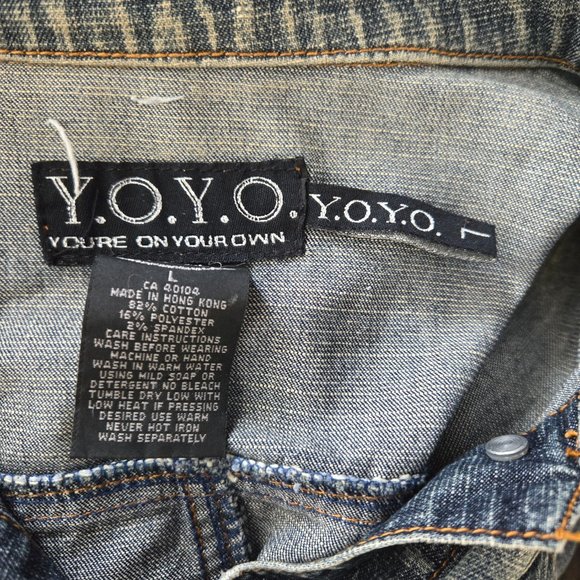 Y.O.Y.O.
YOU'RE ON YOUR OWN
Y.O.Y.O. L
L
CA 40104
MADE IN HONG KONG
82% COTTON
16% POLYESTER
2% SPANDEX
CARE INSTRUCTIONS
WASH BEFORE WEARING
MACHINE OR HAND
WASH IN WARM WATER
USING MILD SOAP OR
DETERGENT NO BLEACH
TUMBLE DRY LOW WITH
LOW HEAT IF PRESSING
DESIRED USE WARM
NEVER HOT IRON
WASH SEPARATELY